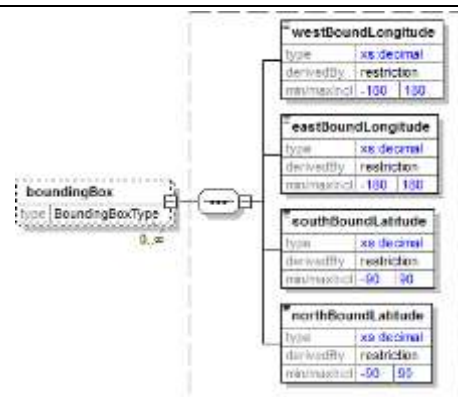 westBoundLongitude
type xs:decimal
derivedBy restriction
min/maxIncl -180 180
eastBoundLongitude
type xs:decimal
derivedBy restriction
min/maxIncl -180 180
boundingBox
type BoundingBoxType
0..∞
southBoundLatitude
type xs:decimal
derivedBy restriction
min/maxIncl -90 90
northBoundLatitude
type xs:decimal
derivedBy restriction
min/maxIncl -90 90